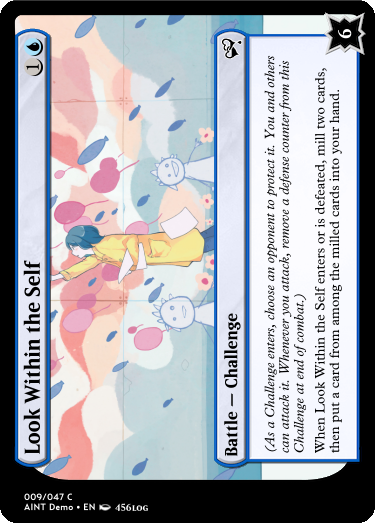 Look Within the Self
1
Battle — Challenge
(As a Challenge enters, choose an opponent to protect it. You and others
can attack it. Whenever you attack, remove a defense counter from this
Challenge at end of combat.)
When Look Within the Self enters or is defeated, mill two cards,
then put a card from among the milled cards into your hand.
6
009/047 C
AINT Demo • EN 456LOG